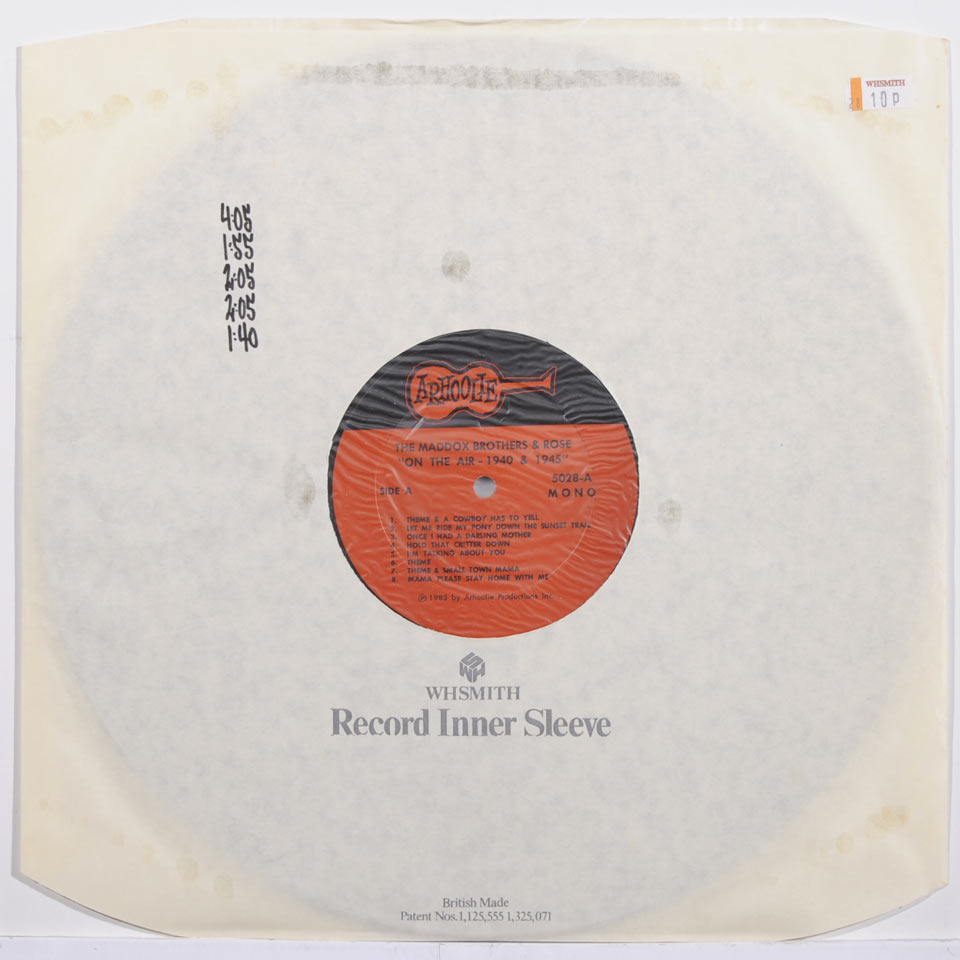 WHSMITH
10p
4:05
1:55
2:05
2:05
1:40
ARHOOLIE
THE MADDOX BROTHERS & ROSE
"ON THE AIR - 1940 & 1945"
5028-A
SIDE A
MONO
1. THEME & A COWBOY HAS TO YELL
2. LET ME RIDE MY PONY DOWN THE SUNSET TRAIL
3. ONCE I HAD A DARLING MOTHER
4. HOLD THAT CRITTER DOWN
5. I'M TALKING ABOUT YOU
6. THEME
7. THEME & SMALL TOWN MAMA
8. MAMA PLEASE STAY HOME WITH ME
℗ 1983 by Arhoolie Productions Inc.
WHSMITH
Record Inner Sleeve
British Made
Patent Nos.1,125,555 1,325,071